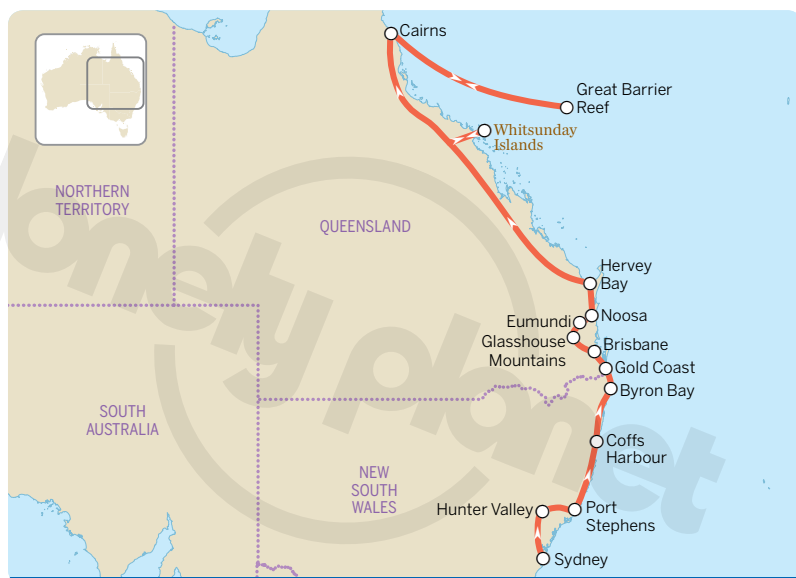 Cairns
Great Barrier
Reef
Whitsunday
Islands
NORTHERN
TERRITORY
QUEENSLAND
Hervey
Bay
Noosa
Eumundi
Glasshouse
Mountains
Brisbane
Gold Coast
Byron Bay
SOUTH
AUSTRALIA
Coffs
Harbour
NEW
SOUTH
WALES
Hunter Valley
Port
Stephens
Sydney
lonely planet